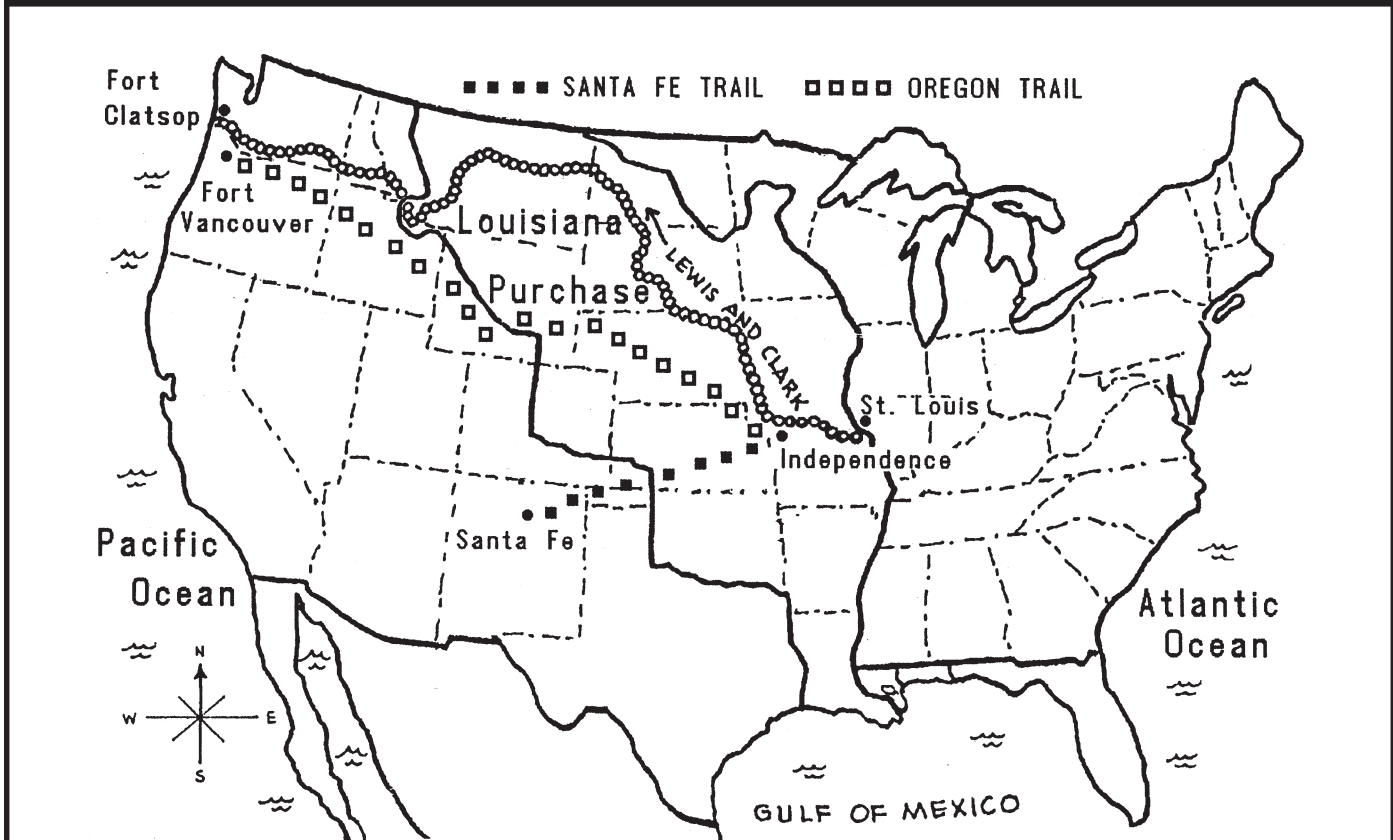 SANTA FE TRAIL
OREGON TRAIL
Fort
Clatsop
Fort
Vancouver
Louisiana
Purchase
LEWIS AND CLARK
St. Louis
Independence
Santa Fe
Pacific
Ocean
Atlantic
Ocean
N
W E
S
GULF OF MEXICO